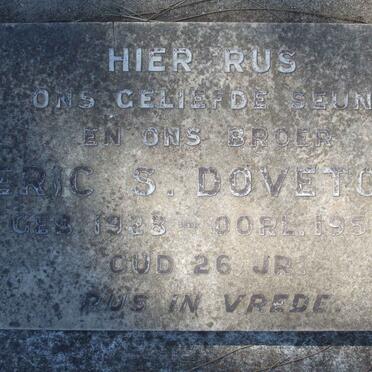 HIER RUS
ONS GELIEFDE SEUN
EN ONS BROER
ERIC S. DOVETO
GEB. 1923 — OORL. 195
OUD 26 JR.
RUS IN VREDE.